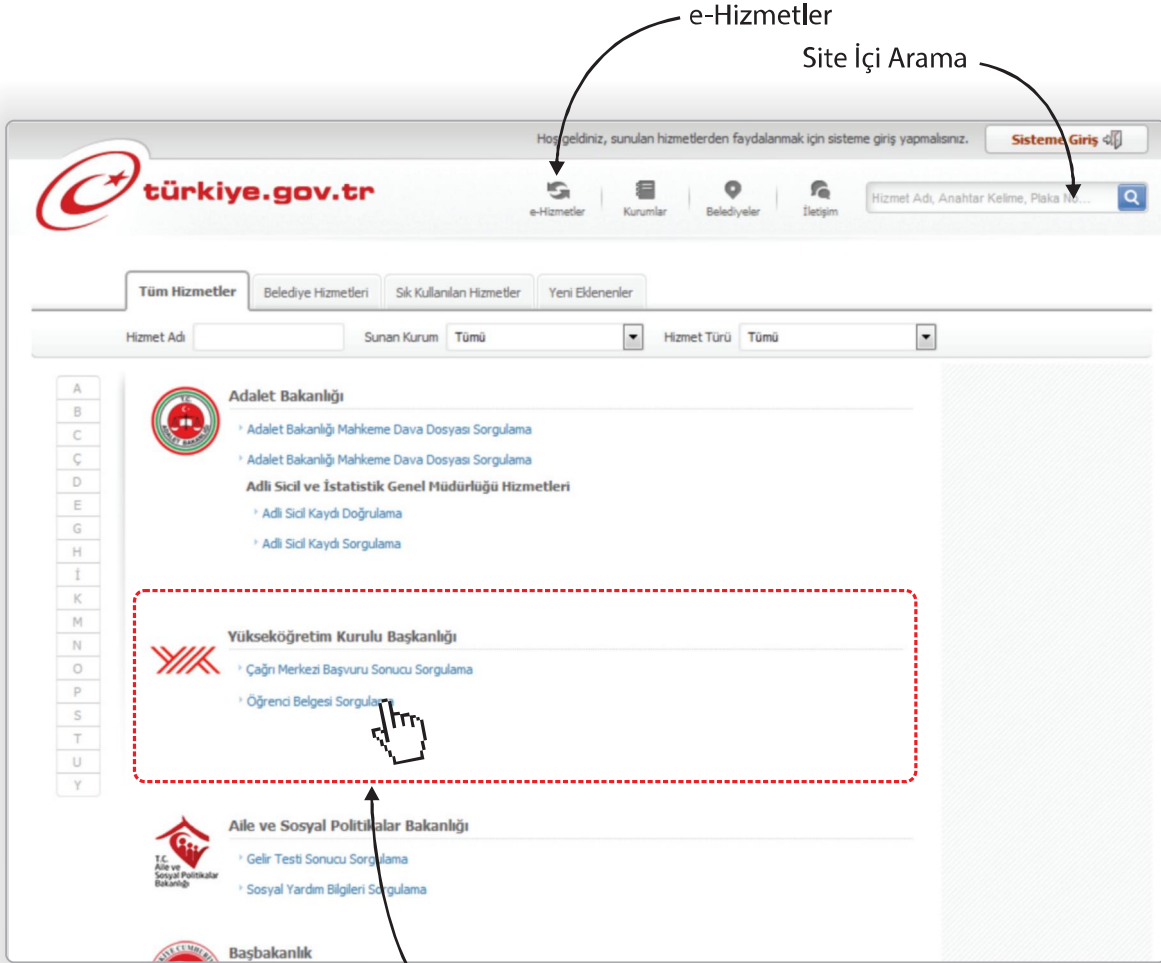 e-Hizmetler
Site İçi Arama
Hoş geldiniz, sunulan hizmetlerden faydalanmak için sisteme giriş yapmalısınız.
Sisteme Giriş
türkiye.gov.tr
e-Hizmetler
Kurumlar
Belediyeler
İletişim
Hizmet Adı, Anahtar Kelime, Plaka No...
Tüm Hizmetler
Belediye Hizmetleri
Sık Kullanılan Hizmetler
Yeni Eklenenler
Hizmet Adı
Sunan Kurum
Tümü
Hizmet Türü
Tümü
A
B
C
Ç
D
E
G
H
İ
K
M
N
O
P
S
T
U
Y
T.C.
ADALET BAKANLIĞI
Adalet Bakanlığı
Adalet Bakanlığı Mahkeme Dava Dosyası Sorgulama
Adalet Bakanlığı Mahkeme Dava Dosyası Sorgulama
Adli Sicil ve İstatistik Genel Müdürlüğü Hizmetleri
Adli Sicil Kaydı Doğrulama
Adli Sicil Kaydı Sorgulama
Yükseköğretim Kurulu Başkanlığı
Çağrı Merkezi Başvuru Sonucu Sorgulama
Öğrenci Belgesi Sorgulama
T.C.
Aile ve
Sosyal Politikalar
Bakanlığı
Aile ve Sosyal Politikalar Bakanlığı
Gelir Testi Sonucu Sorgulama
Sosyal Yardım Bilgileri Sorgulama
Başbakanlık